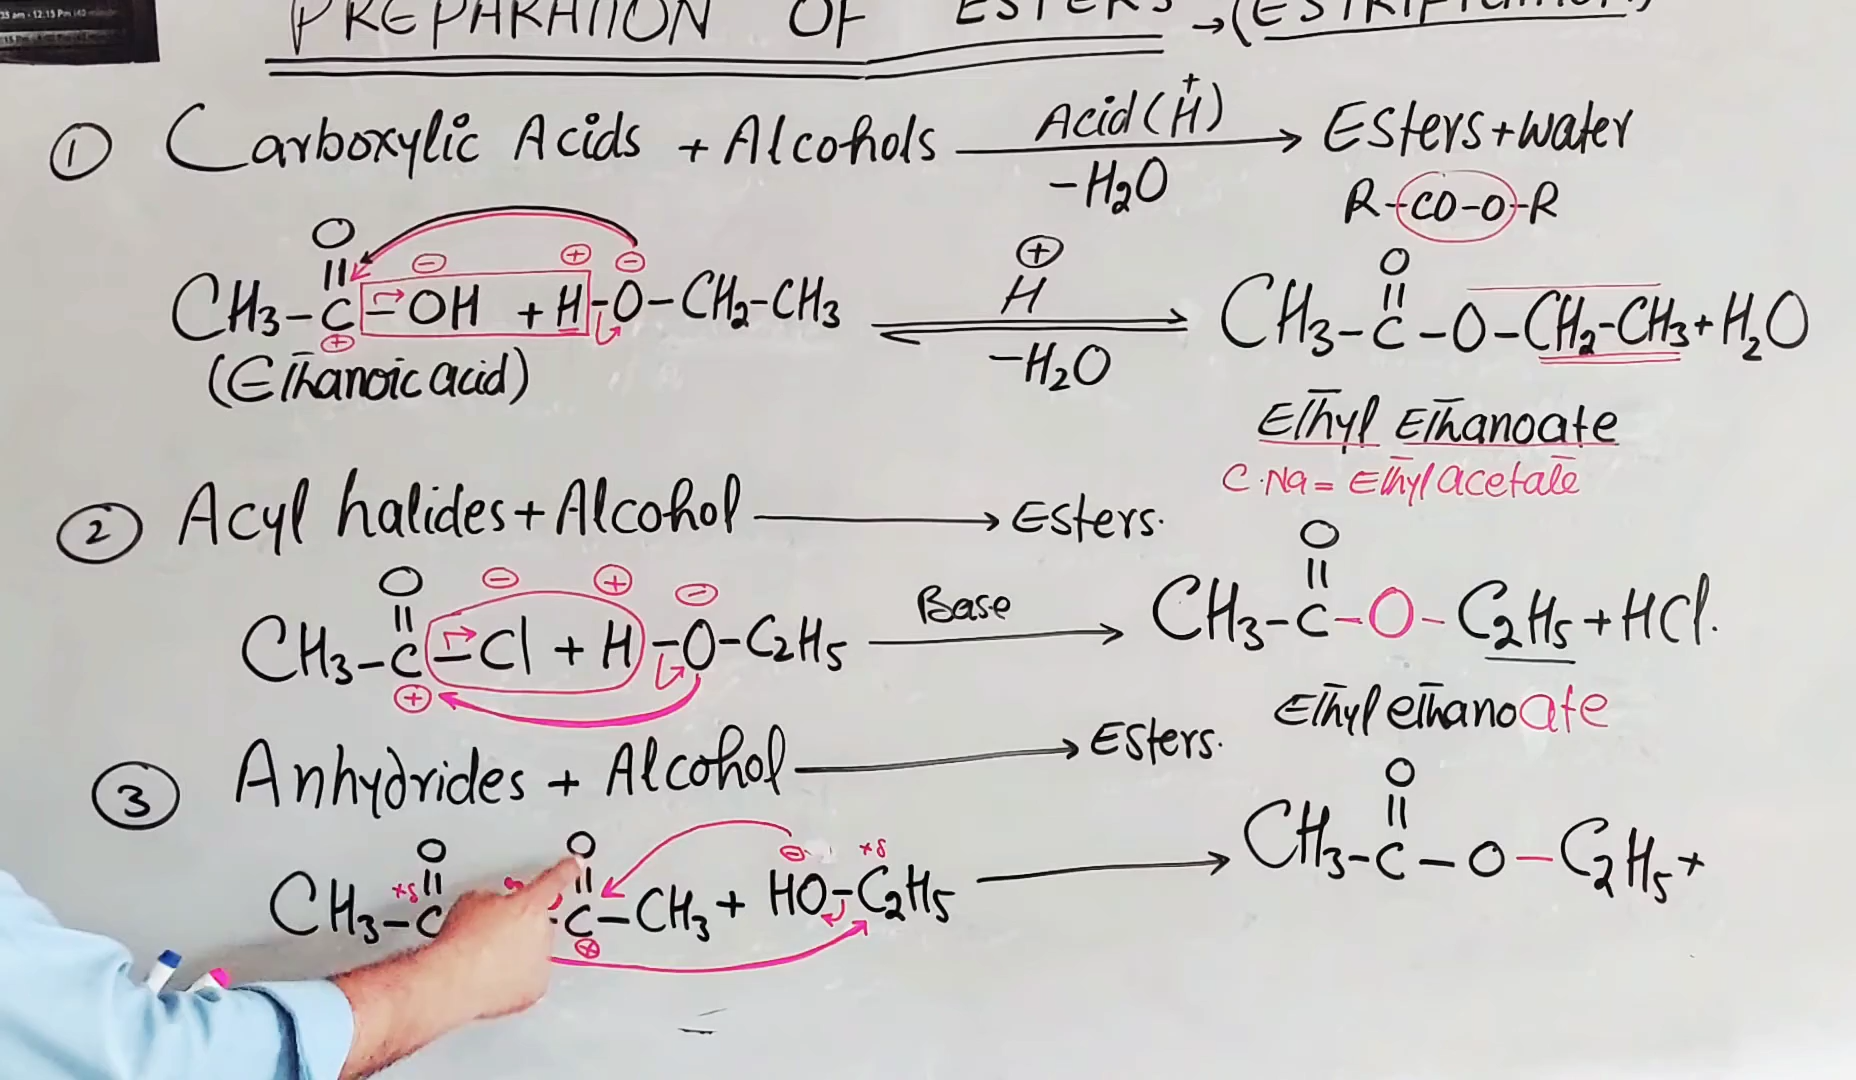 PREPARATION OF ESTERS → (ESTRIFICATION)
① Carboxylic Acids + Alcohols Acid (H⁺) → -H₂O Esters + water
R-CO-O-R
CH₃-C(=O)-OH + H-O-CH₂-CH₃ H⊕ ⇌ -H₂O CH₃-C(=O)-O-CH₂-CH₃ + H₂O
(Ethanoic acid)
Ethyl Ethanoate
C.Na = Ethyl acetate
② Acyl halides + Alcohol → Esters.
CH₃-C(=O)-Cl + H-O-C₂H₅ Base → CH₃-C(=O)-O-C₂H₅ + HCl.
Ethyl ethanoate
③ Anhydrides + Alcohol → Esters.
CH₃-C(=O) C(=O)-CH₃ + HO-C₂H₅ → CH₃-C(=O)-O-C₂H₅ +